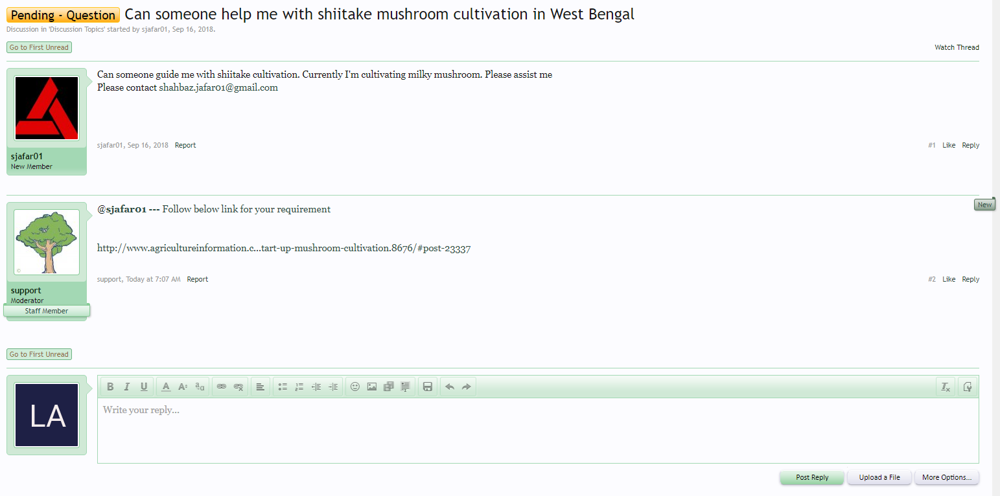 Pending - Question Can someone help me with shiitake mushroom cultivation in West Bengal
Discussion in 'Discussion Topics' started by sjafar01, Sep 16, 2018.
Go to First Unread
Watch Thread
Can someone guide me with shiitake cultivation. Currently I'm cultivating milky mushroom. Please assist me
Please contact shahbaz.jafar01@gmail.com
sjafar01, Sep 16, 2018 Report
#1 Like Reply
sjafar01
New Member
@sjafar01 --- Follow below link for your requirement
New
http://www.agricultureinformation.c...tart-up-mushroom-cultivation.8676/#post-23337
support, Today at 7:07 AM Report
#2 Like Reply
support
Moderator
Staff Member
Go to First Unread
LA
Write your reply...
Post Reply Upload a File More Options...